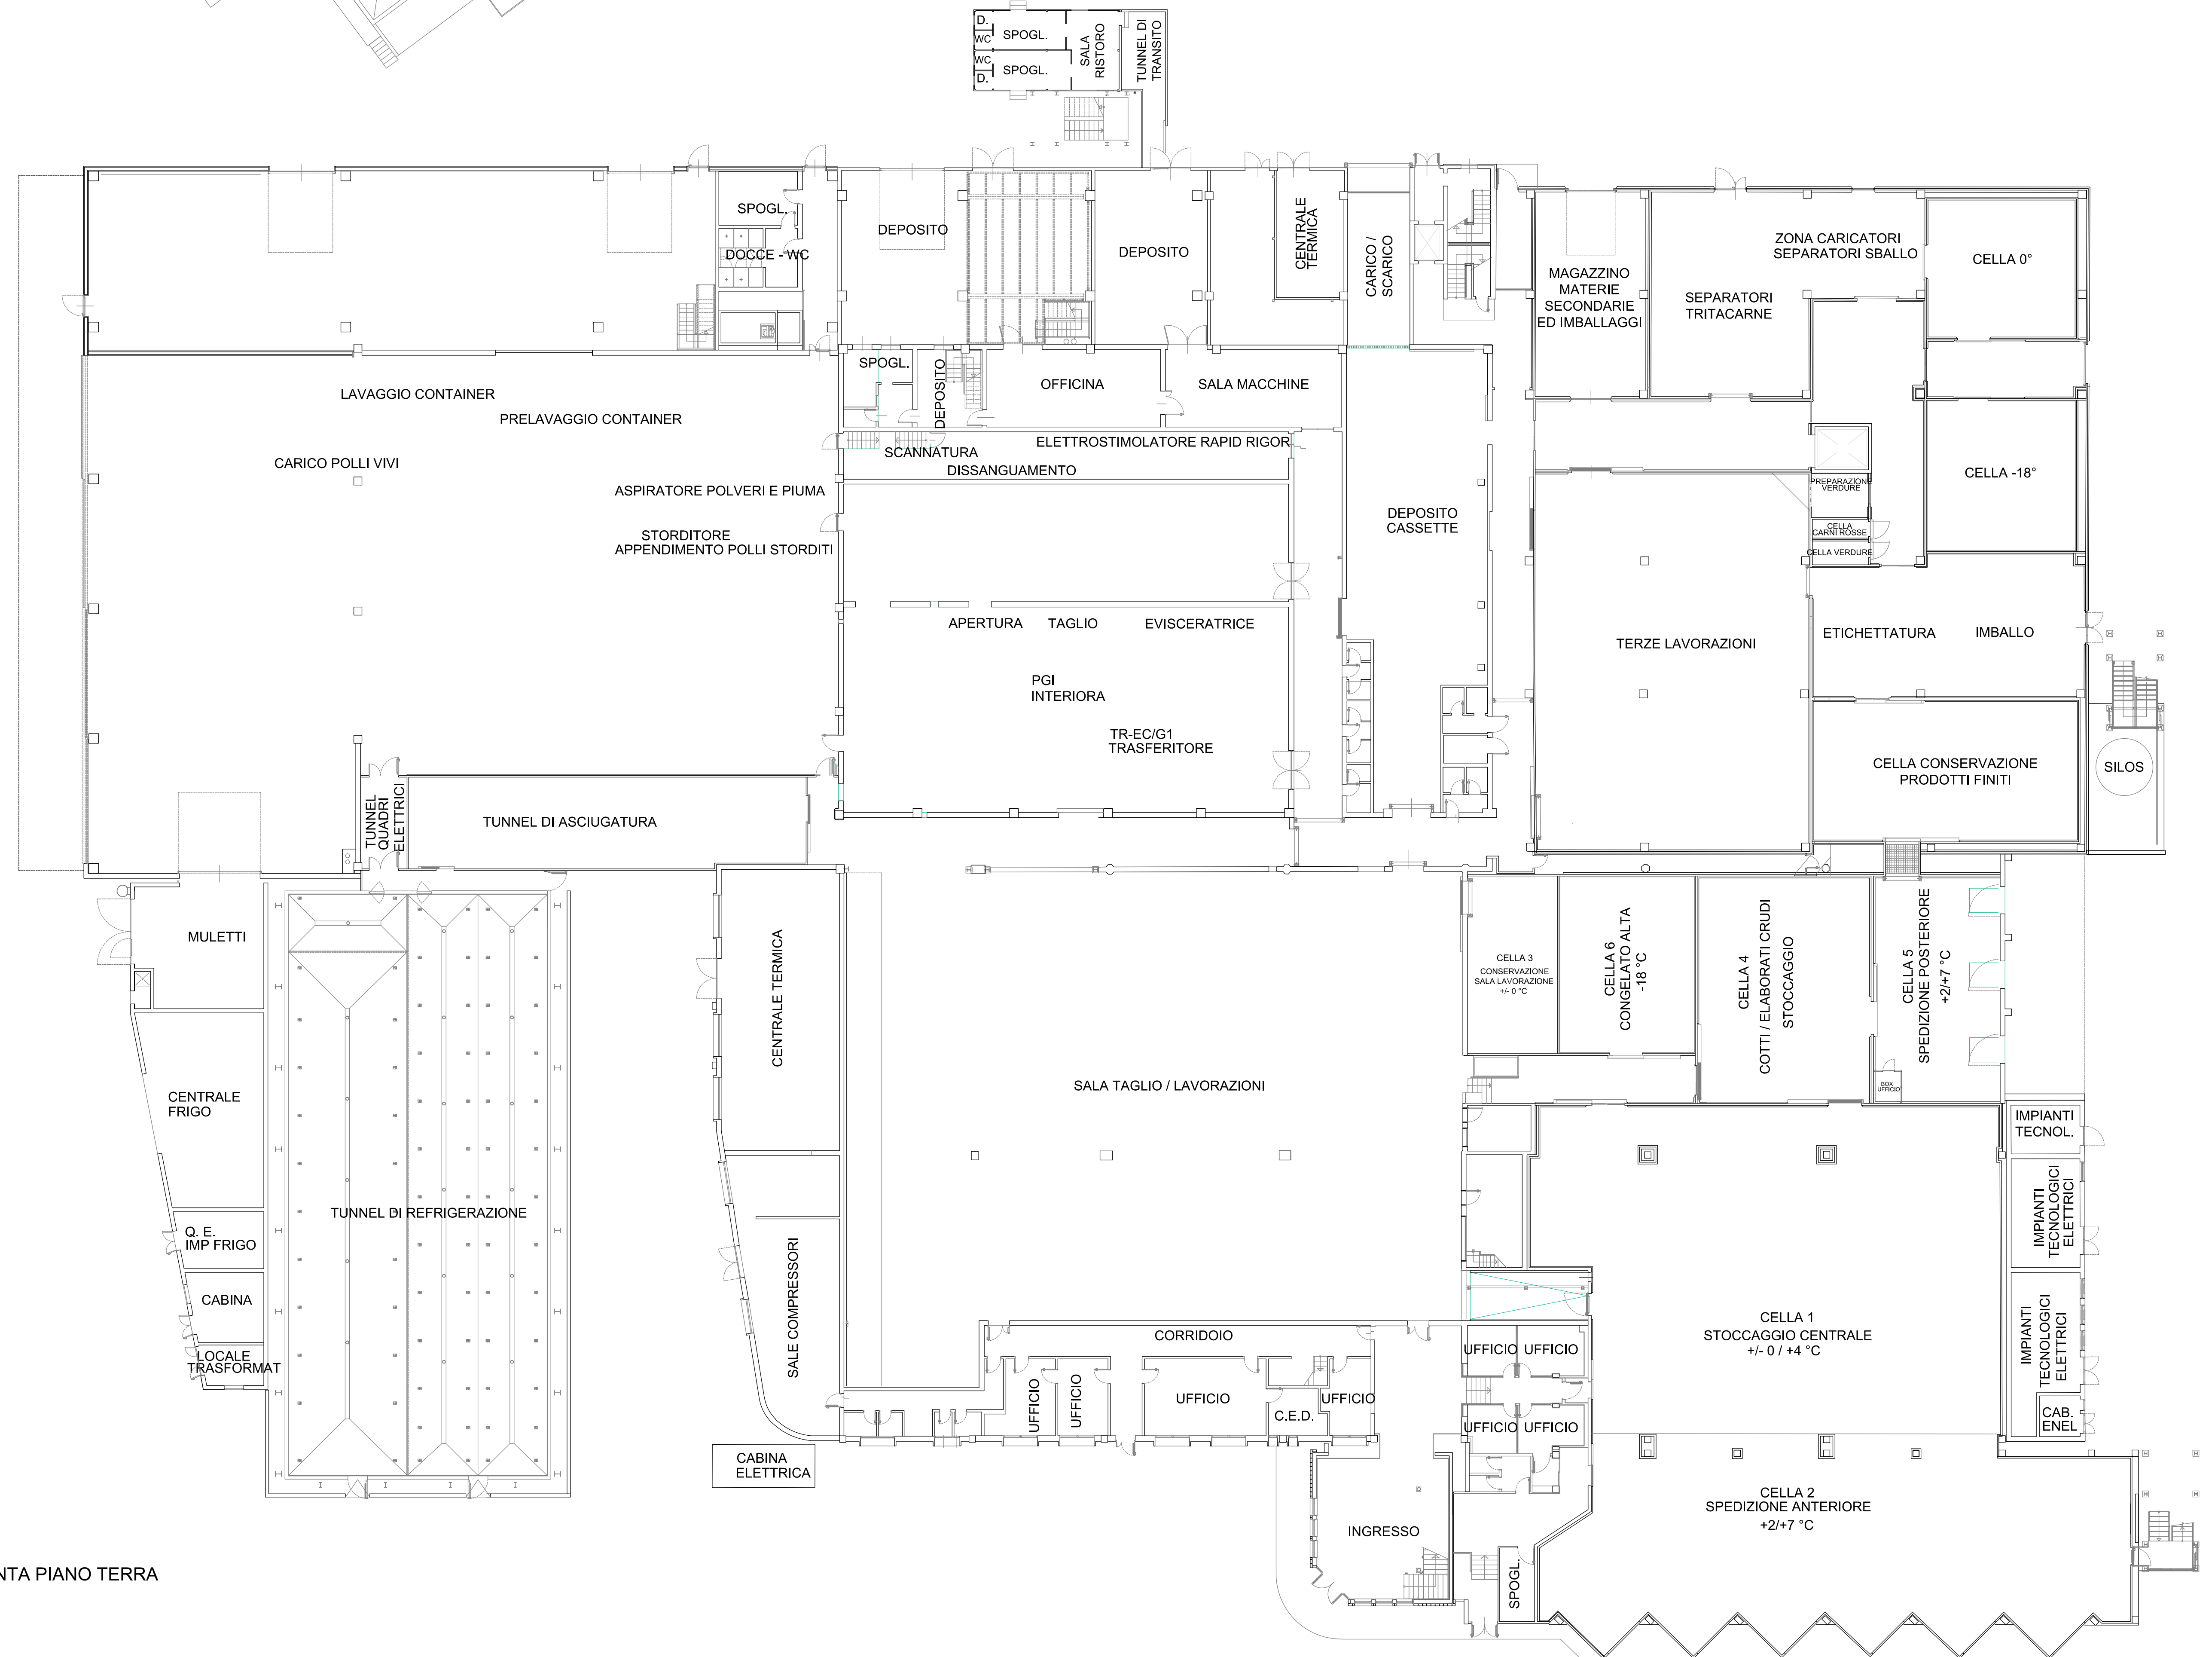 D.
WC
SPOGL.
WC
D.
SPOGL.
SALA
RISTORO
TUNNEL DI
TRANSITO
SPOGL.
DOCCE - WC
DEPOSITO
DEPOSITO
CENTRALE
TERMICA
CARICO /
SCARICO
MAGAZZINO
MATERIE
SECONDARIE
ED IMBALLAGGI
SEPARATORI
TRITACARNE
ZONA CARICATORI
SEPARATORI SBALLO
CELLA 0°
LAVAGGIO CONTAINER
PRELAVAGGIO CONTAINER
CARICO POLLI VIVI
ASPIRATORE POLVERI E PIUMA
STORDITORE
APPENDIMENTO POLLI STORDITI
SPOGL.
DEPOSITO
OFFICINA
SALA MACCHINE
SCANNATURA
ELETTROSTIMOLATORE RAPID RIGOR
DISSANGUAMENTO
DEPOSITO
CASSETTE
CELLA -18°
PREPARAZIONE
VERDURE
CELLA
CARNI ROSSE
CELLA VERDURE
APERTURA
TAGLIO
EVISCERATRICE
PGI
INTERIORA
TR-EC/G1
TRASFERITORE
TERZE LAVORAZIONI
ETICHETTATURA
IMBALLO
CELLA CONSERVAZIONE
PRODOTTI FINITI
SILOS
TUNNEL
QUADRI
ELETTRICI
TUNNEL DI ASCIUGATURA
MULETTI
CENTRALE
FRIGO
Q. E.
IMP FRIGO
CABINA
LOCALE
TRASFORMAT
TUNNEL DI REFRIGERAZIONE
CENTRALE TERMICA
SALE COMPRESSORI
CABINA
ELETTRICA
SALA TAGLIO / LAVORAZIONI
CELLA 3
CONSERVAZIONE
SALA LAVORAZIONE
+/- 0 °C
CELLA 6
CONGELATO ALTA
-18 °C
CELLA 4
COTTI / ELABORATI CRUDI
STOCCAGGIO
CELLA 5
SPEDIZIONE POSTERIORE
+2/+7 °C
BOX
UFFICIO
IMPIANTI
TECNOL.
IMPIANTI
TECNOLOGICI
ELETTRICI
IMPIANTI
TECNOLOGICI
ELETTRICI
CAB.
ENEL
CELLA 1
STOCCAGGIO CENTRALE
+/- 0 / +4 °C
CORRIDOIO
UFFICIO
UFFICIO
UFFICIO
C.E.D.
UFFICIO
UFFICIO
UFFICIO
UFFICIO
UFFICIO
CELLA 2
SPEDIZIONE ANTERIORE
+2/+7 °C
INGRESSO
SPOGL.
NTA PIANO TERRA